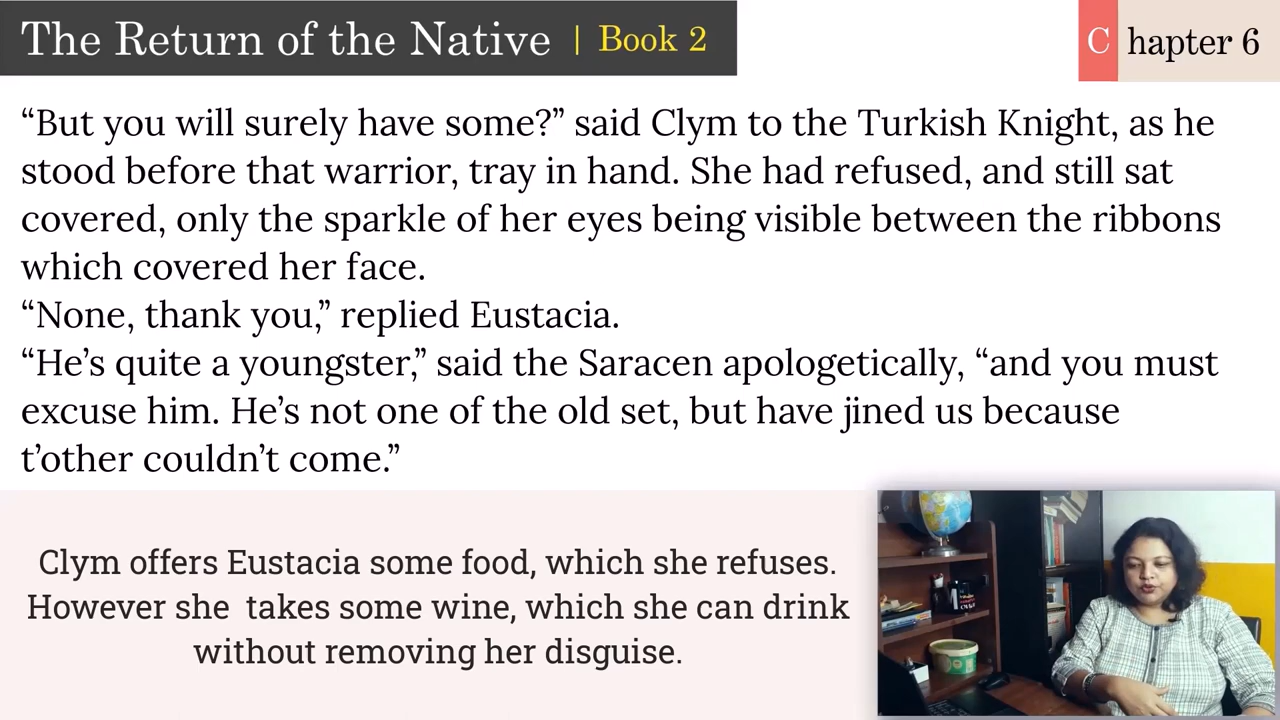 The Return of the Native | Book 2
Chapter 6
“But you will surely have some?” said Clym to the Turkish Knight, as he
stood before that warrior, tray in hand. She had refused, and still sat
covered, only the sparkle of her eyes being visible between the ribbons
which covered her face.
“None, thank you,” replied Eustacia.
“He’s quite a youngster,” said the Saracen apologetically, “and you must
excuse him. He’s not one of the old set, but have jined us because
t’other couldn’t come.”
Clym offers Eustacia some food, which she refuses.
However she takes some wine, which she can drink
without removing her disguise.